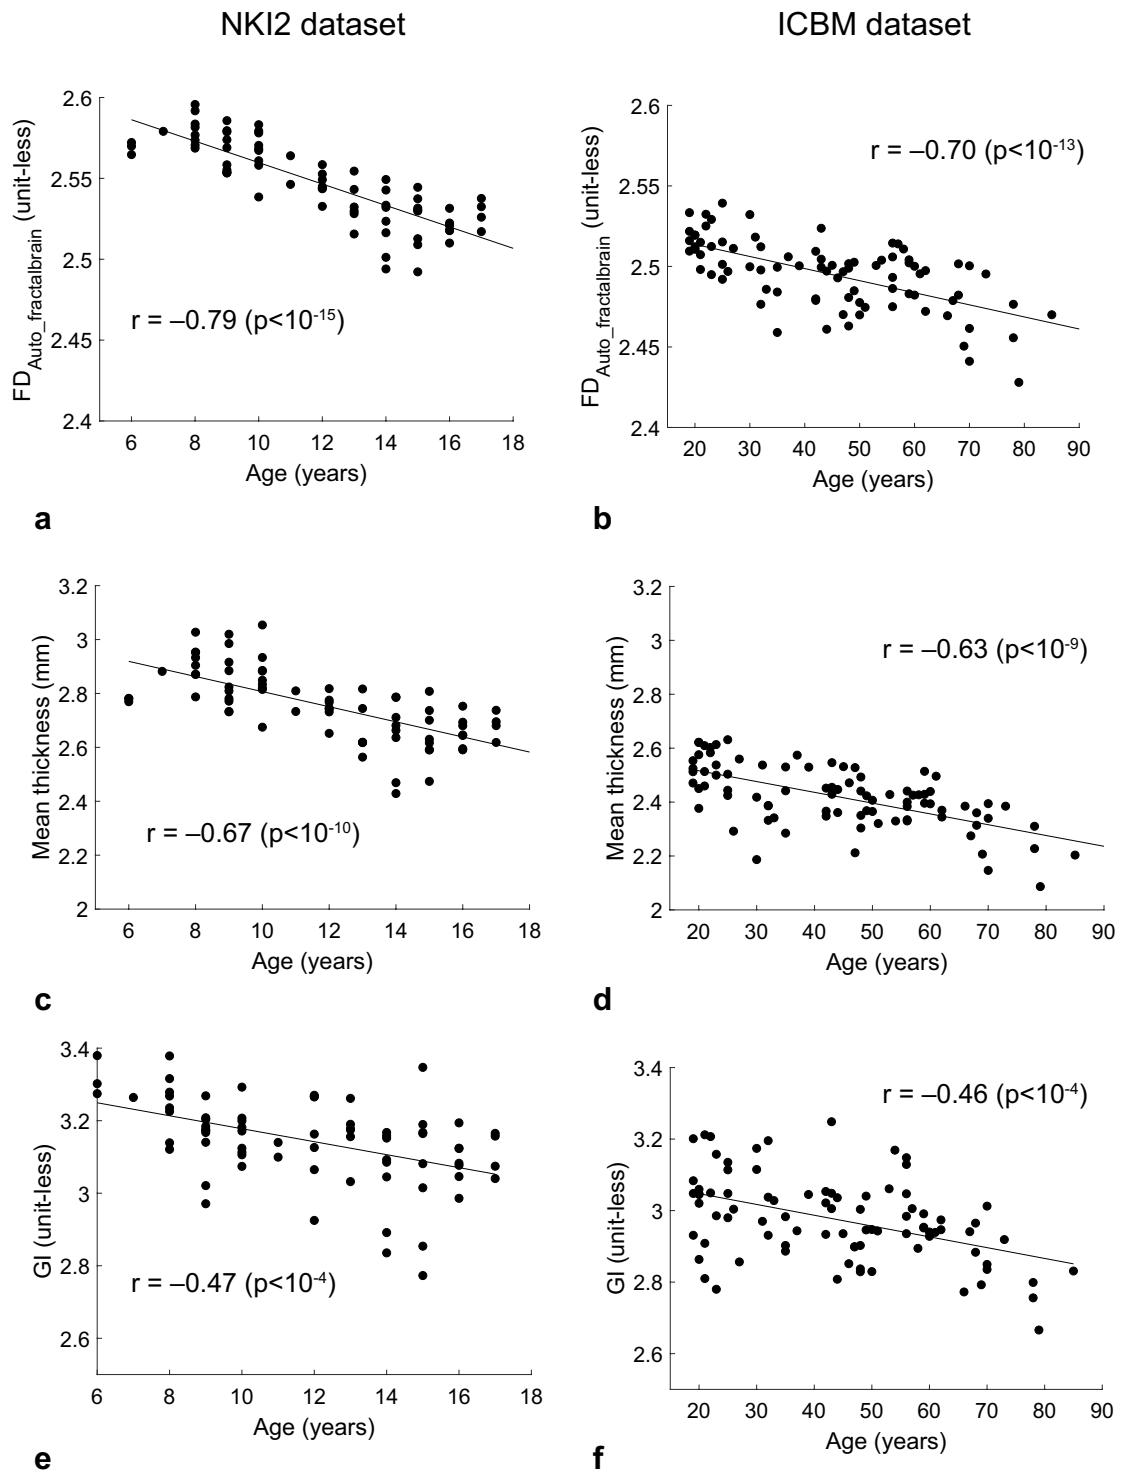 NKI2 dataset
ICBM dataset
FD_Auto_fractalbrain (unit-less)
2.6
2.55
2.5
2.45
2.4
r = –0.79 (p<10^-15)
6 8 10 12 14 16 18
Age (years)
a
FD_Auto_fractalbrain (unit-less)
2.6
2.55
2.5
2.45
2.4
r = –0.70 (p<10^-13)
20 30 40 50 60 70 80 90
Age (years)
b
Mean thickness (mm)
3.2
3
2.8
2.6
2.4
2.2
2
r = –0.67 (p<10^-10)
6 8 10 12 14 16 18
Age (years)
c
Mean thickness (mm)
3.2
3
2.8
2.6
2.4
2.2
2
r = –0.63 (p<10^-9)
20 30 40 50 60 70 80 90
Age (years)
d
GI (unit-less)
3.4
3.2
3
2.8
2.6
r = –0.47 (p<10^-4)
6 8 10 12 14 16 18
Age (years)
e
GI (unit-less)
3.4
3.2
3
2.8
2.6
r = –0.46 (p<10^-4)
20 30 40 50 60 70 80 90
Age (years)
f